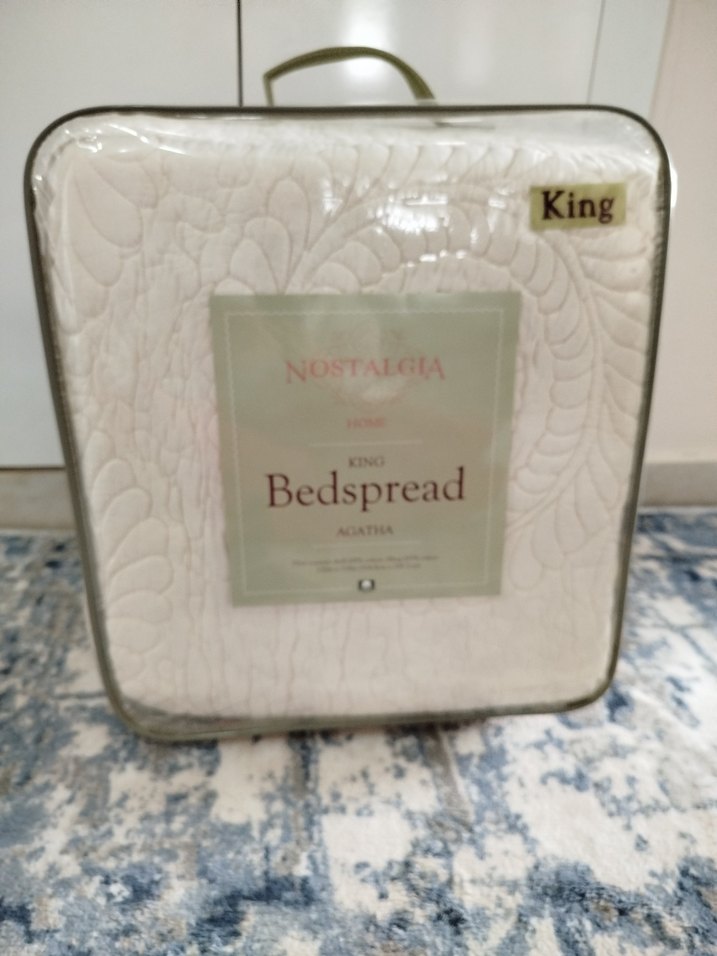 King
NOSTALGIA
HOME
KING
Bedspread
AGATHA